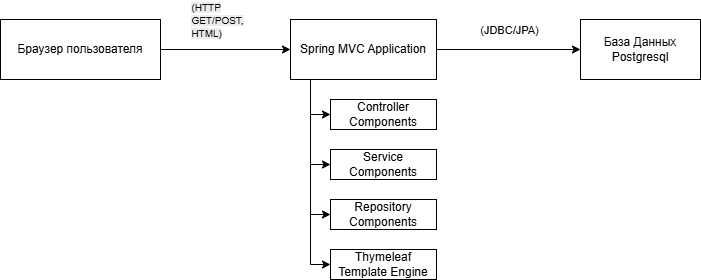 (HTTP
GET/POST,
HTML)
Браузер пользователя
Spring MVC Application
(JDBC/JPA)
База Данных
Postgresql
Controller
Components
Service
Components
Repository
Components
Thymeleaf
Template Engine